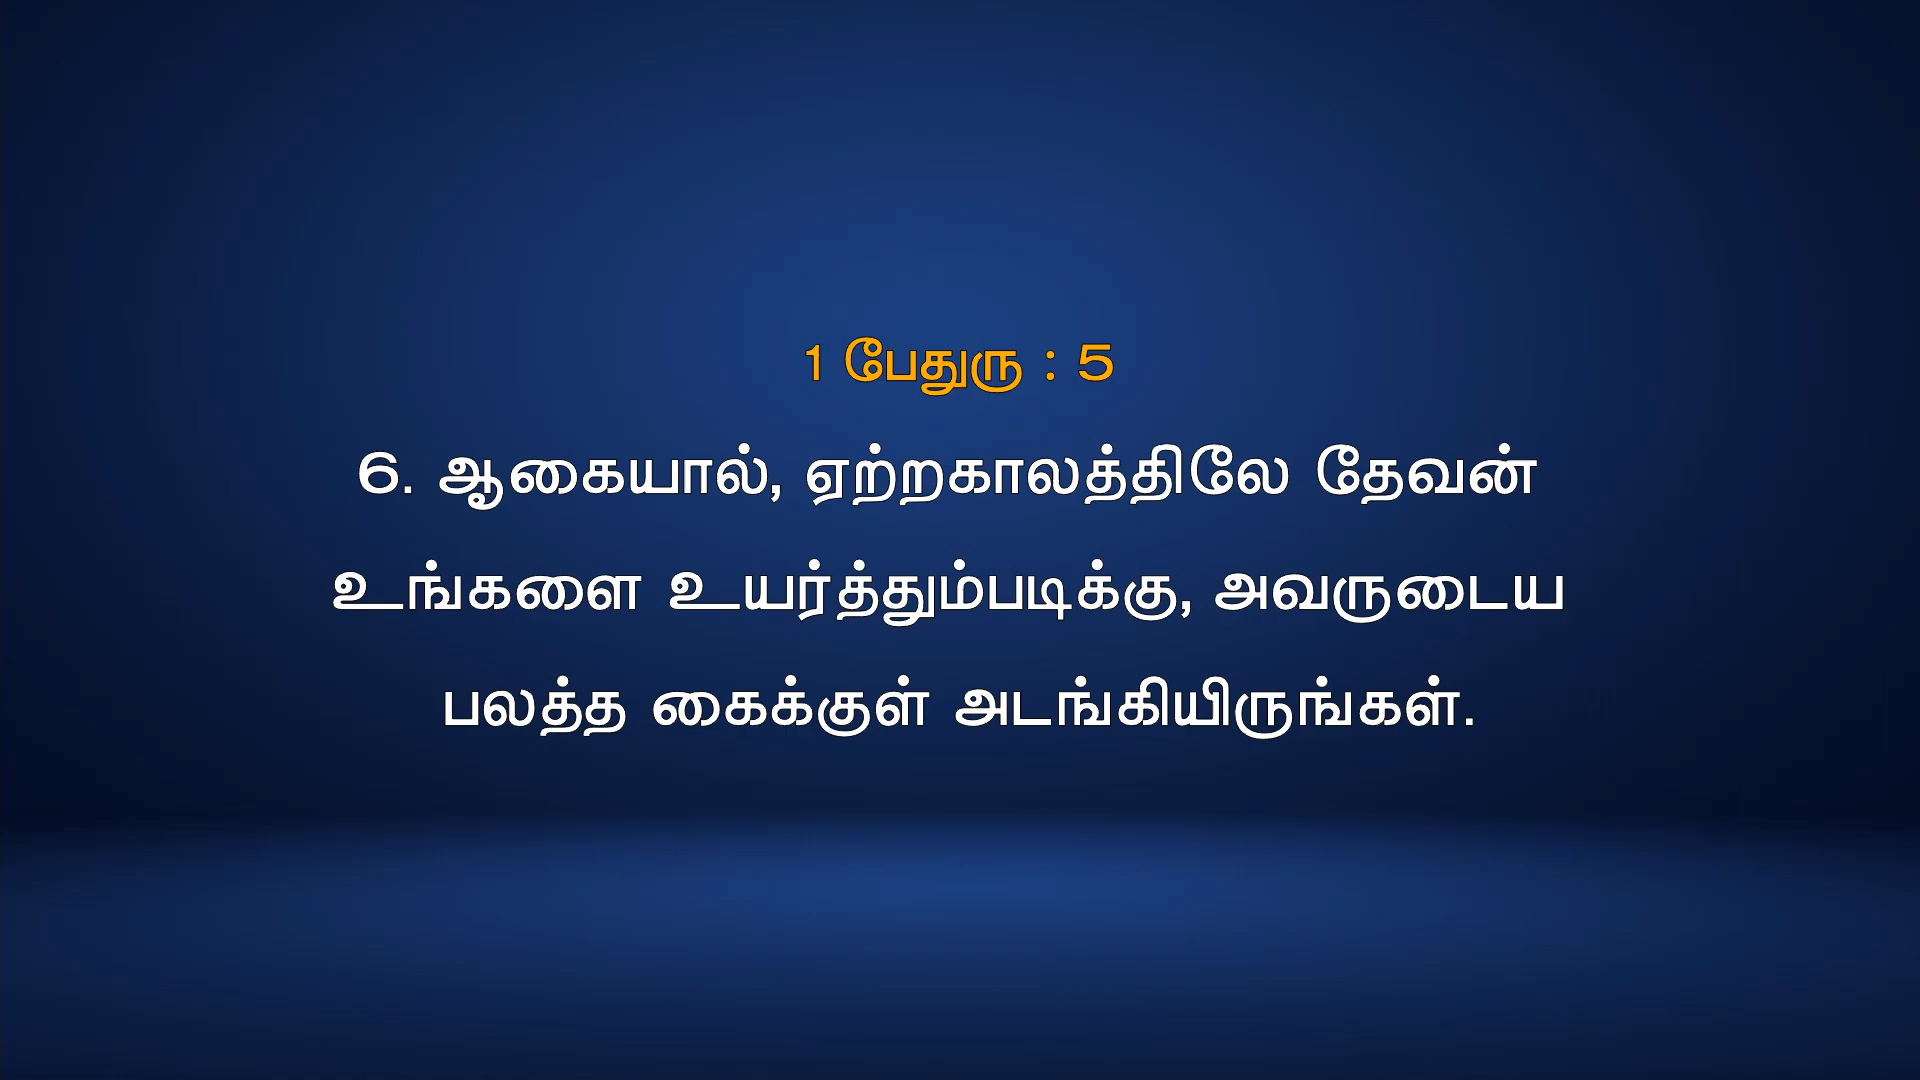 1 பேதுரு : 5
6. ஆகையால், ஏற்றகாலத்திலே தேவன்
உங்களை உயர்த்தும்படிக்கு, அவருடைய
பலத்த கைக்குள் அடங்கியிருங்கள்.